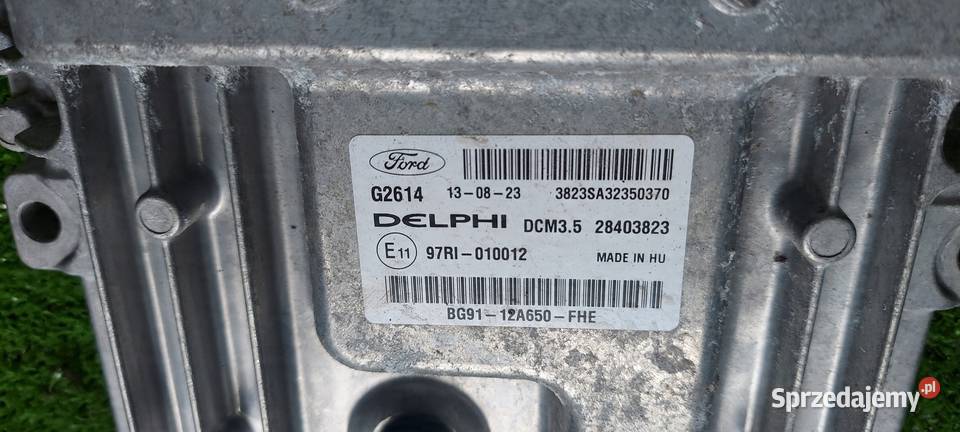 Ford
G2614 13-08-23 3823SA32350370
DELPHI DCM3.5 28403823
E11 97RI-010012 MADE IN HU
BG91-12A650-FHE
Sprzedajemy.pl